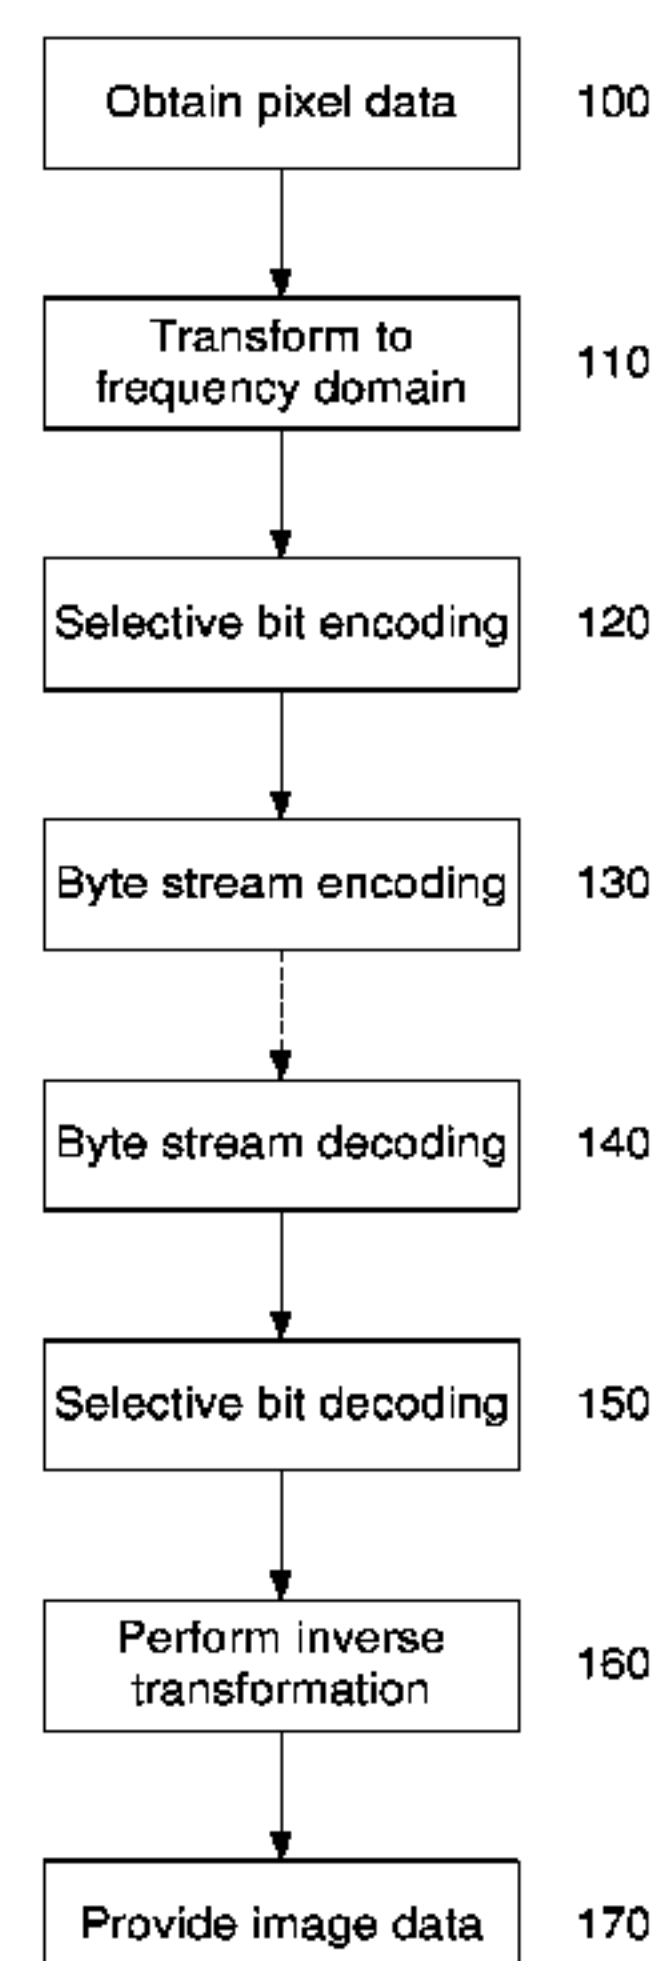 Obtain pixel data 100
Transform to
frequency domain 110
Selective bit encoding 120
Byte stream encoding 130
Byte stream decoding 140
Selective bit decoding 150
Perform inverse
transformation 160
Provide image data 170